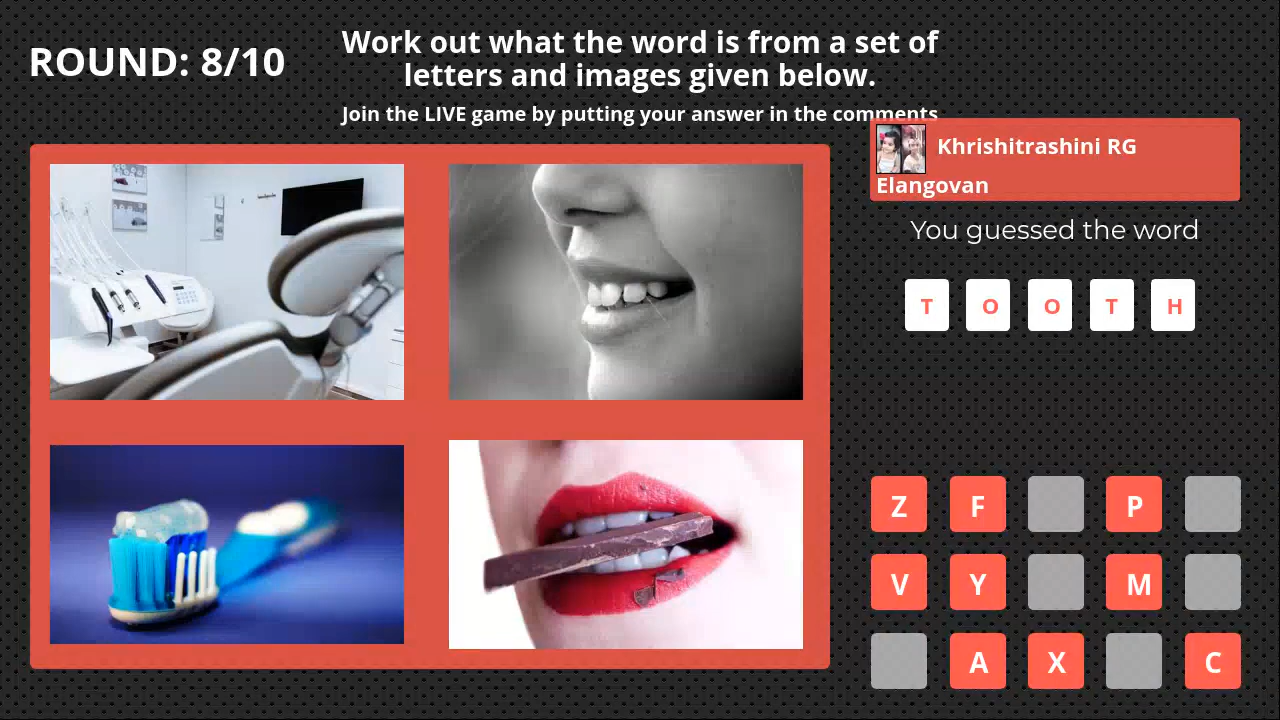 ROUND: 8/10
Work out what the word is from a set of
letters and images given below.
Join the LIVE game by putting your answer in the comments
Khrishitrashini RG
Elangovan
You guessed the word
T O O T H
Z F P
V Y M
A X C